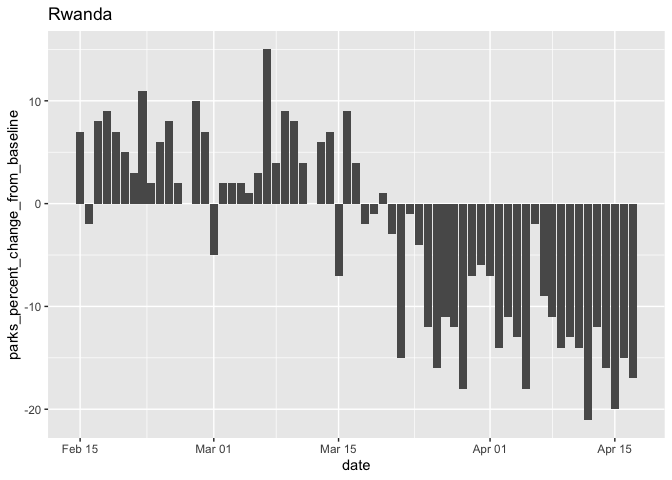 Rwanda
parks_percent_change_from_baseline
10
0
-10
-20
Feb 15
Mar 01
Mar 15
Apr 01
Apr 15
date